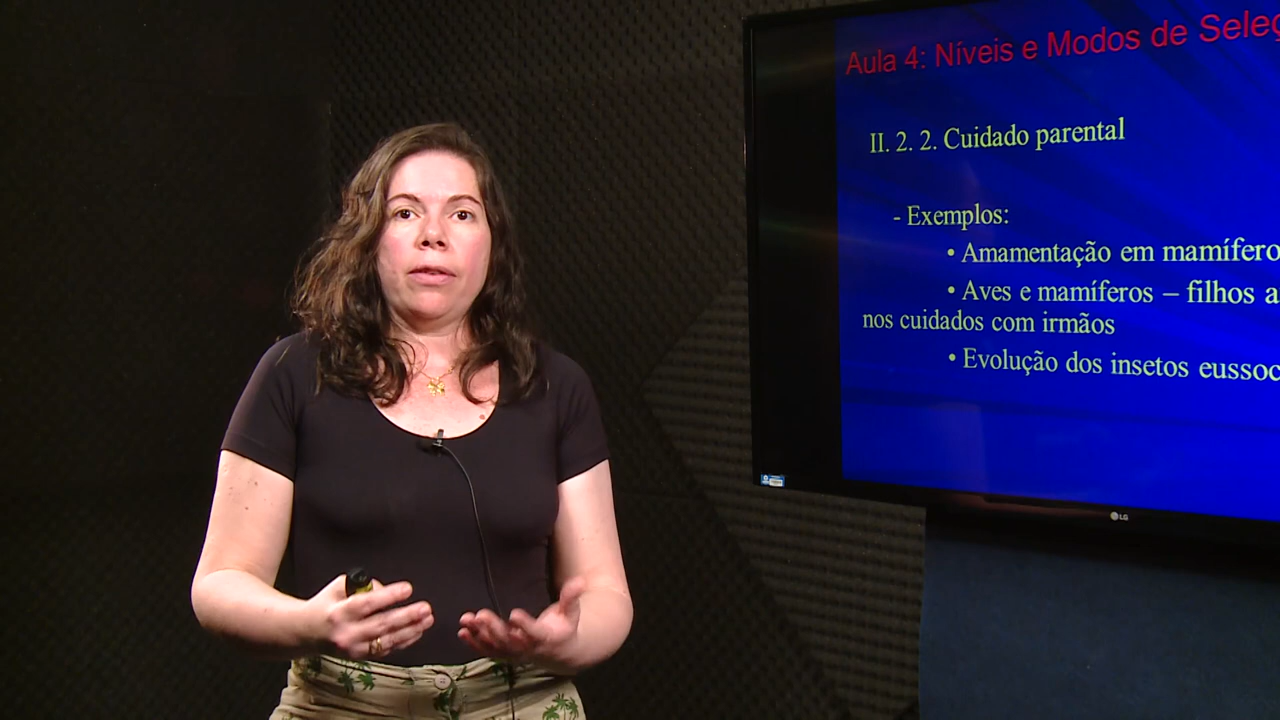 Aula 4: Níveis e Modos de Seleç
II. 2. 2. Cuidado parental
- Exemplos:
• Amamentação em mamífero
• Aves e mamíferos – filhos a
nos cuidados com irmãos
• Evolução dos insetos eussoc
LG